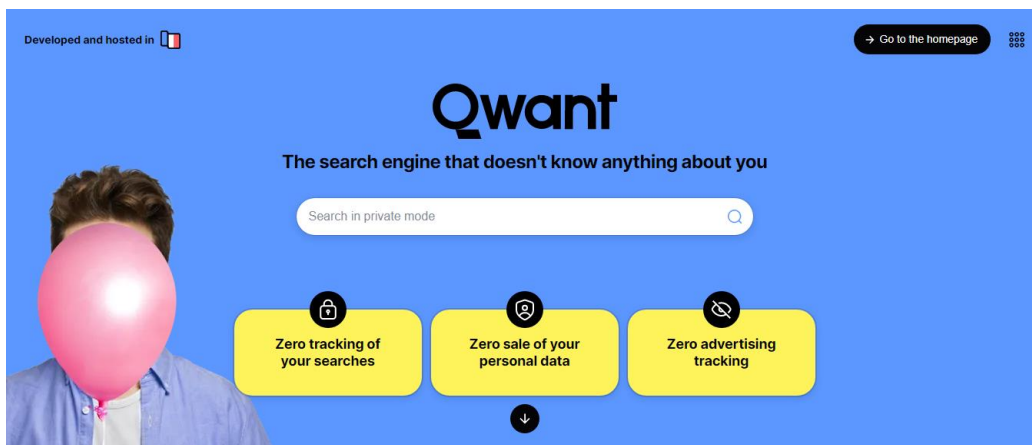 Developed and hosted in
→ Go to the homepage
Qwant
The search engine that doesn't know anything about you
Search in private mode
Zero tracking of
your searches
Zero sale of your
personal data
Zero advertising
tracking